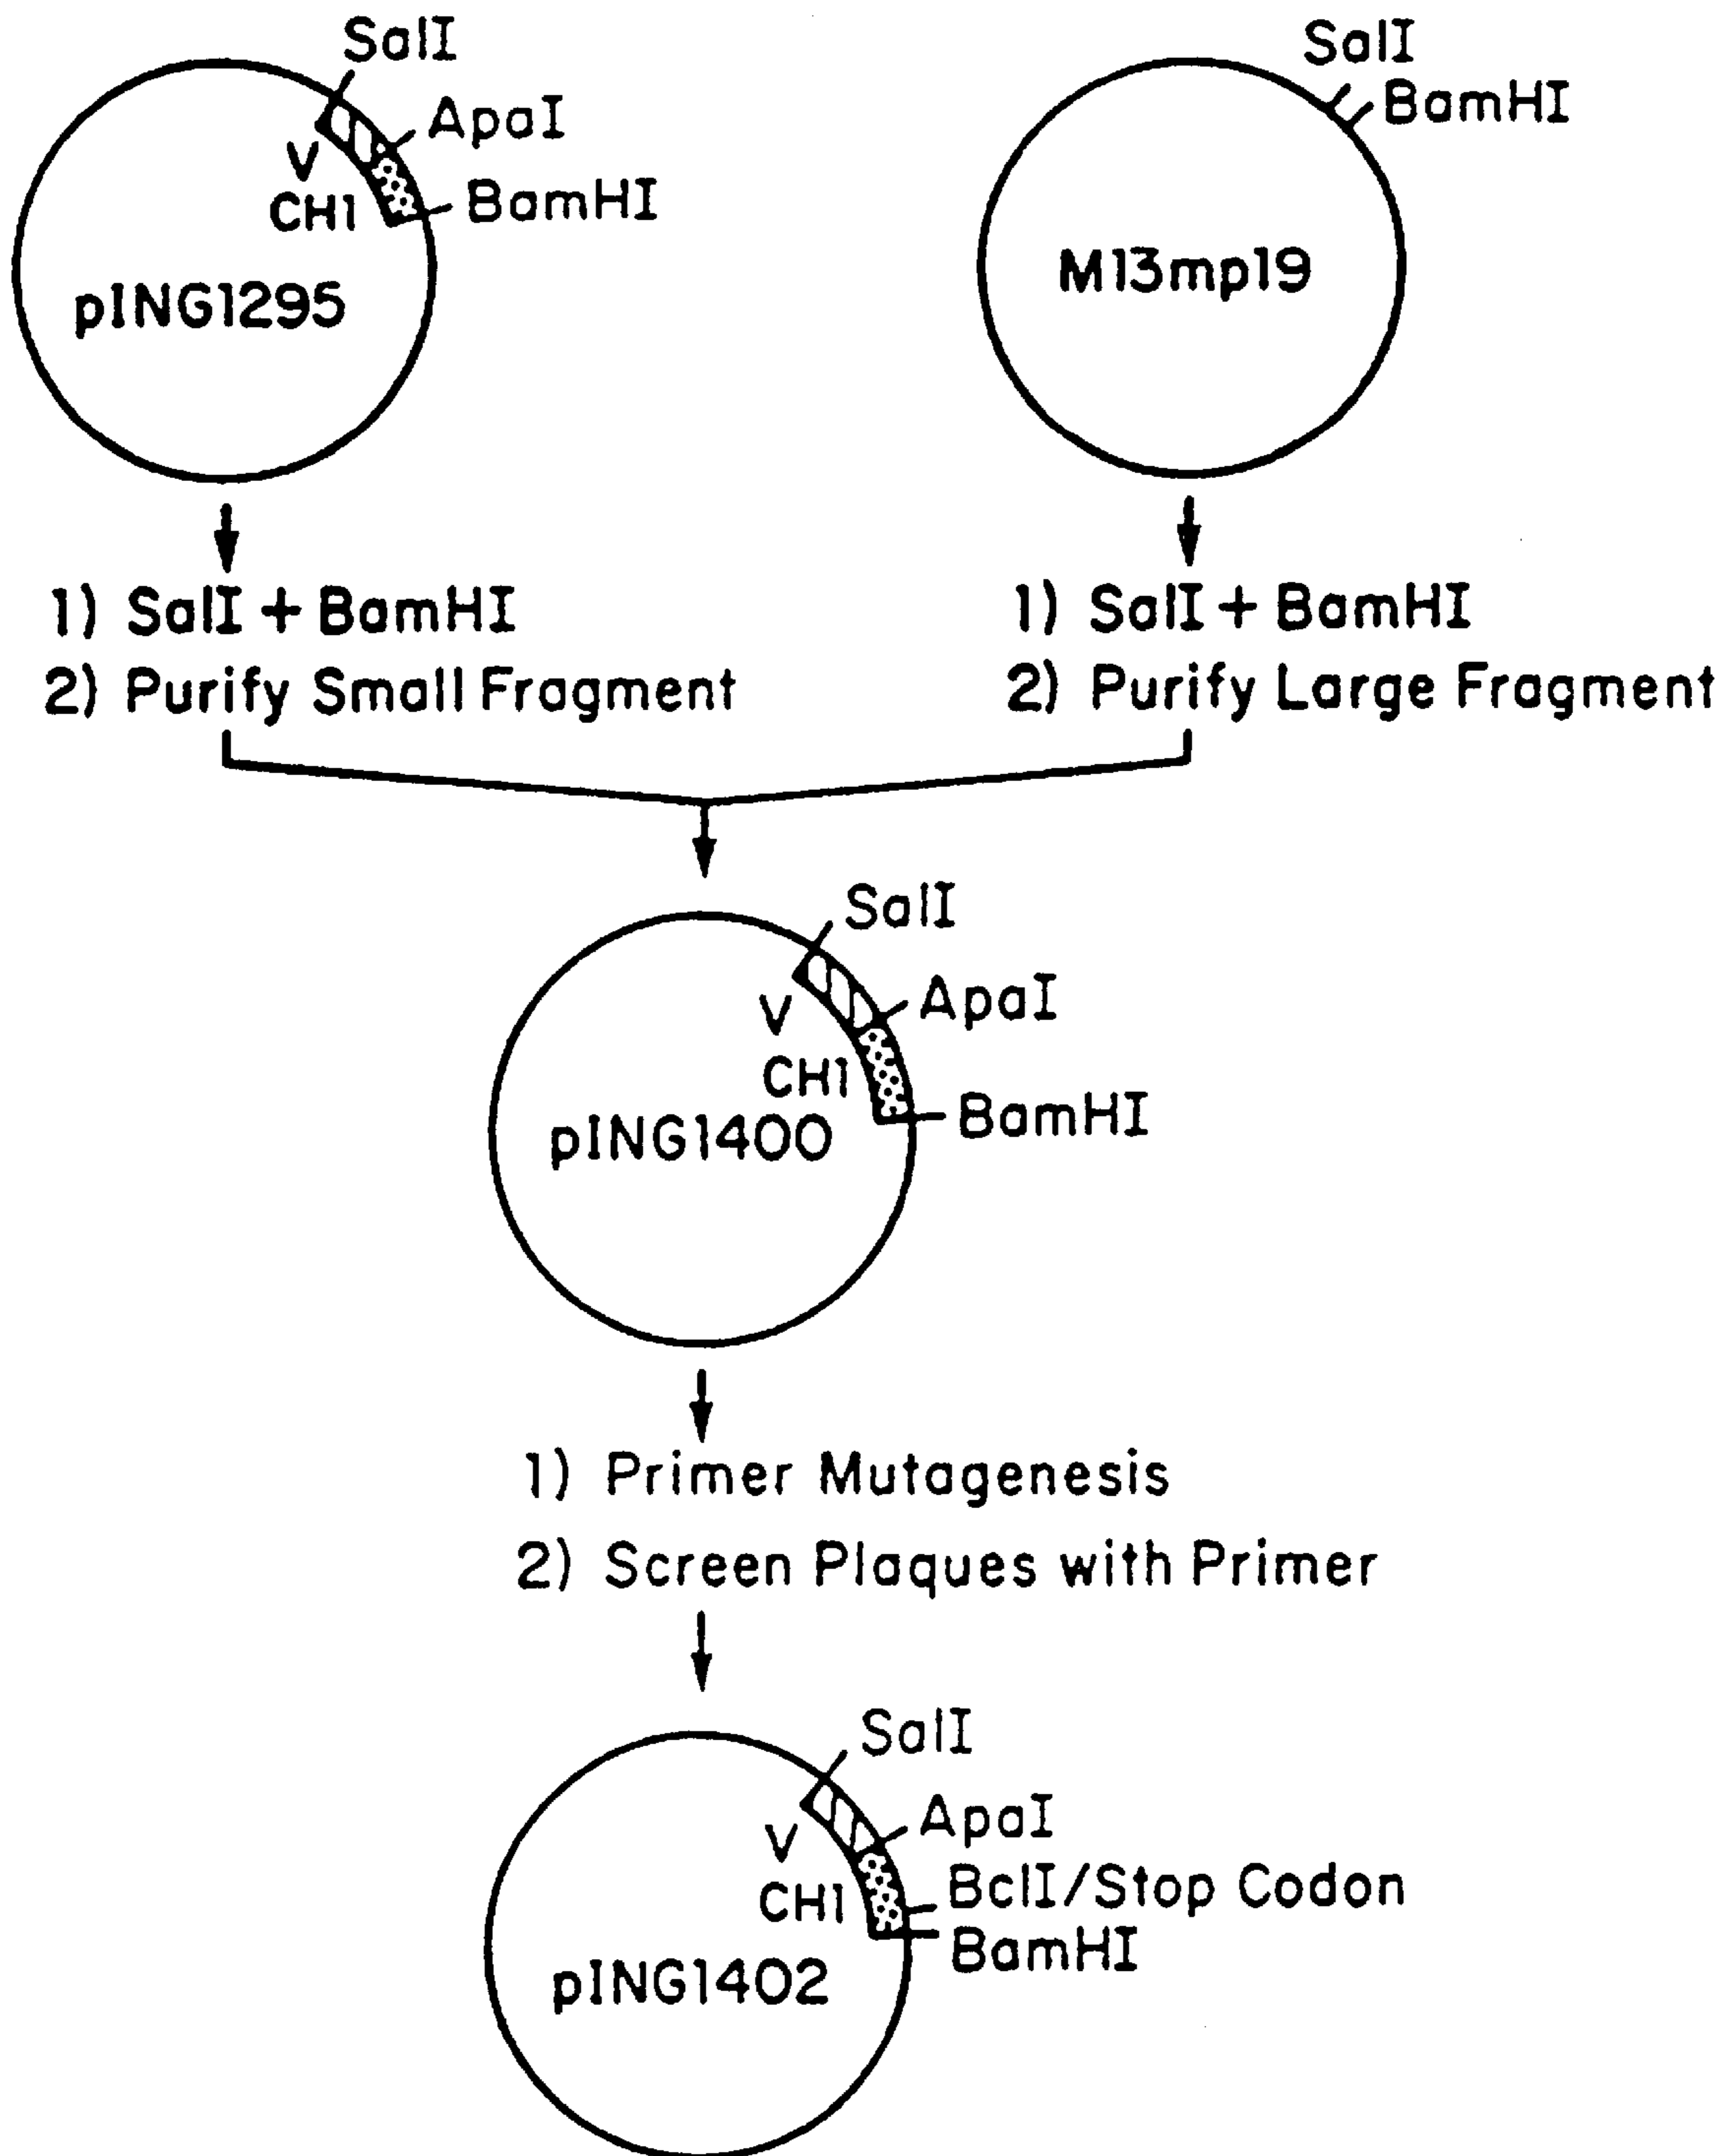 SalI
ApaI
V
CH1
BamHI
pING1295
SalI
BamHI
M13mp19
1) SalI + BamHI
2) Purify Small Fragment
1) SalI + BamHI
2) Purify Large Fragment
SalI
ApaI
V
CH1
BamHI
pING1400
1) Primer Mutagenesis
2) Screen Plaques with Primer
SalI
ApaI
V
BclI/Stop Codon
CH1
BamHI
pING1402